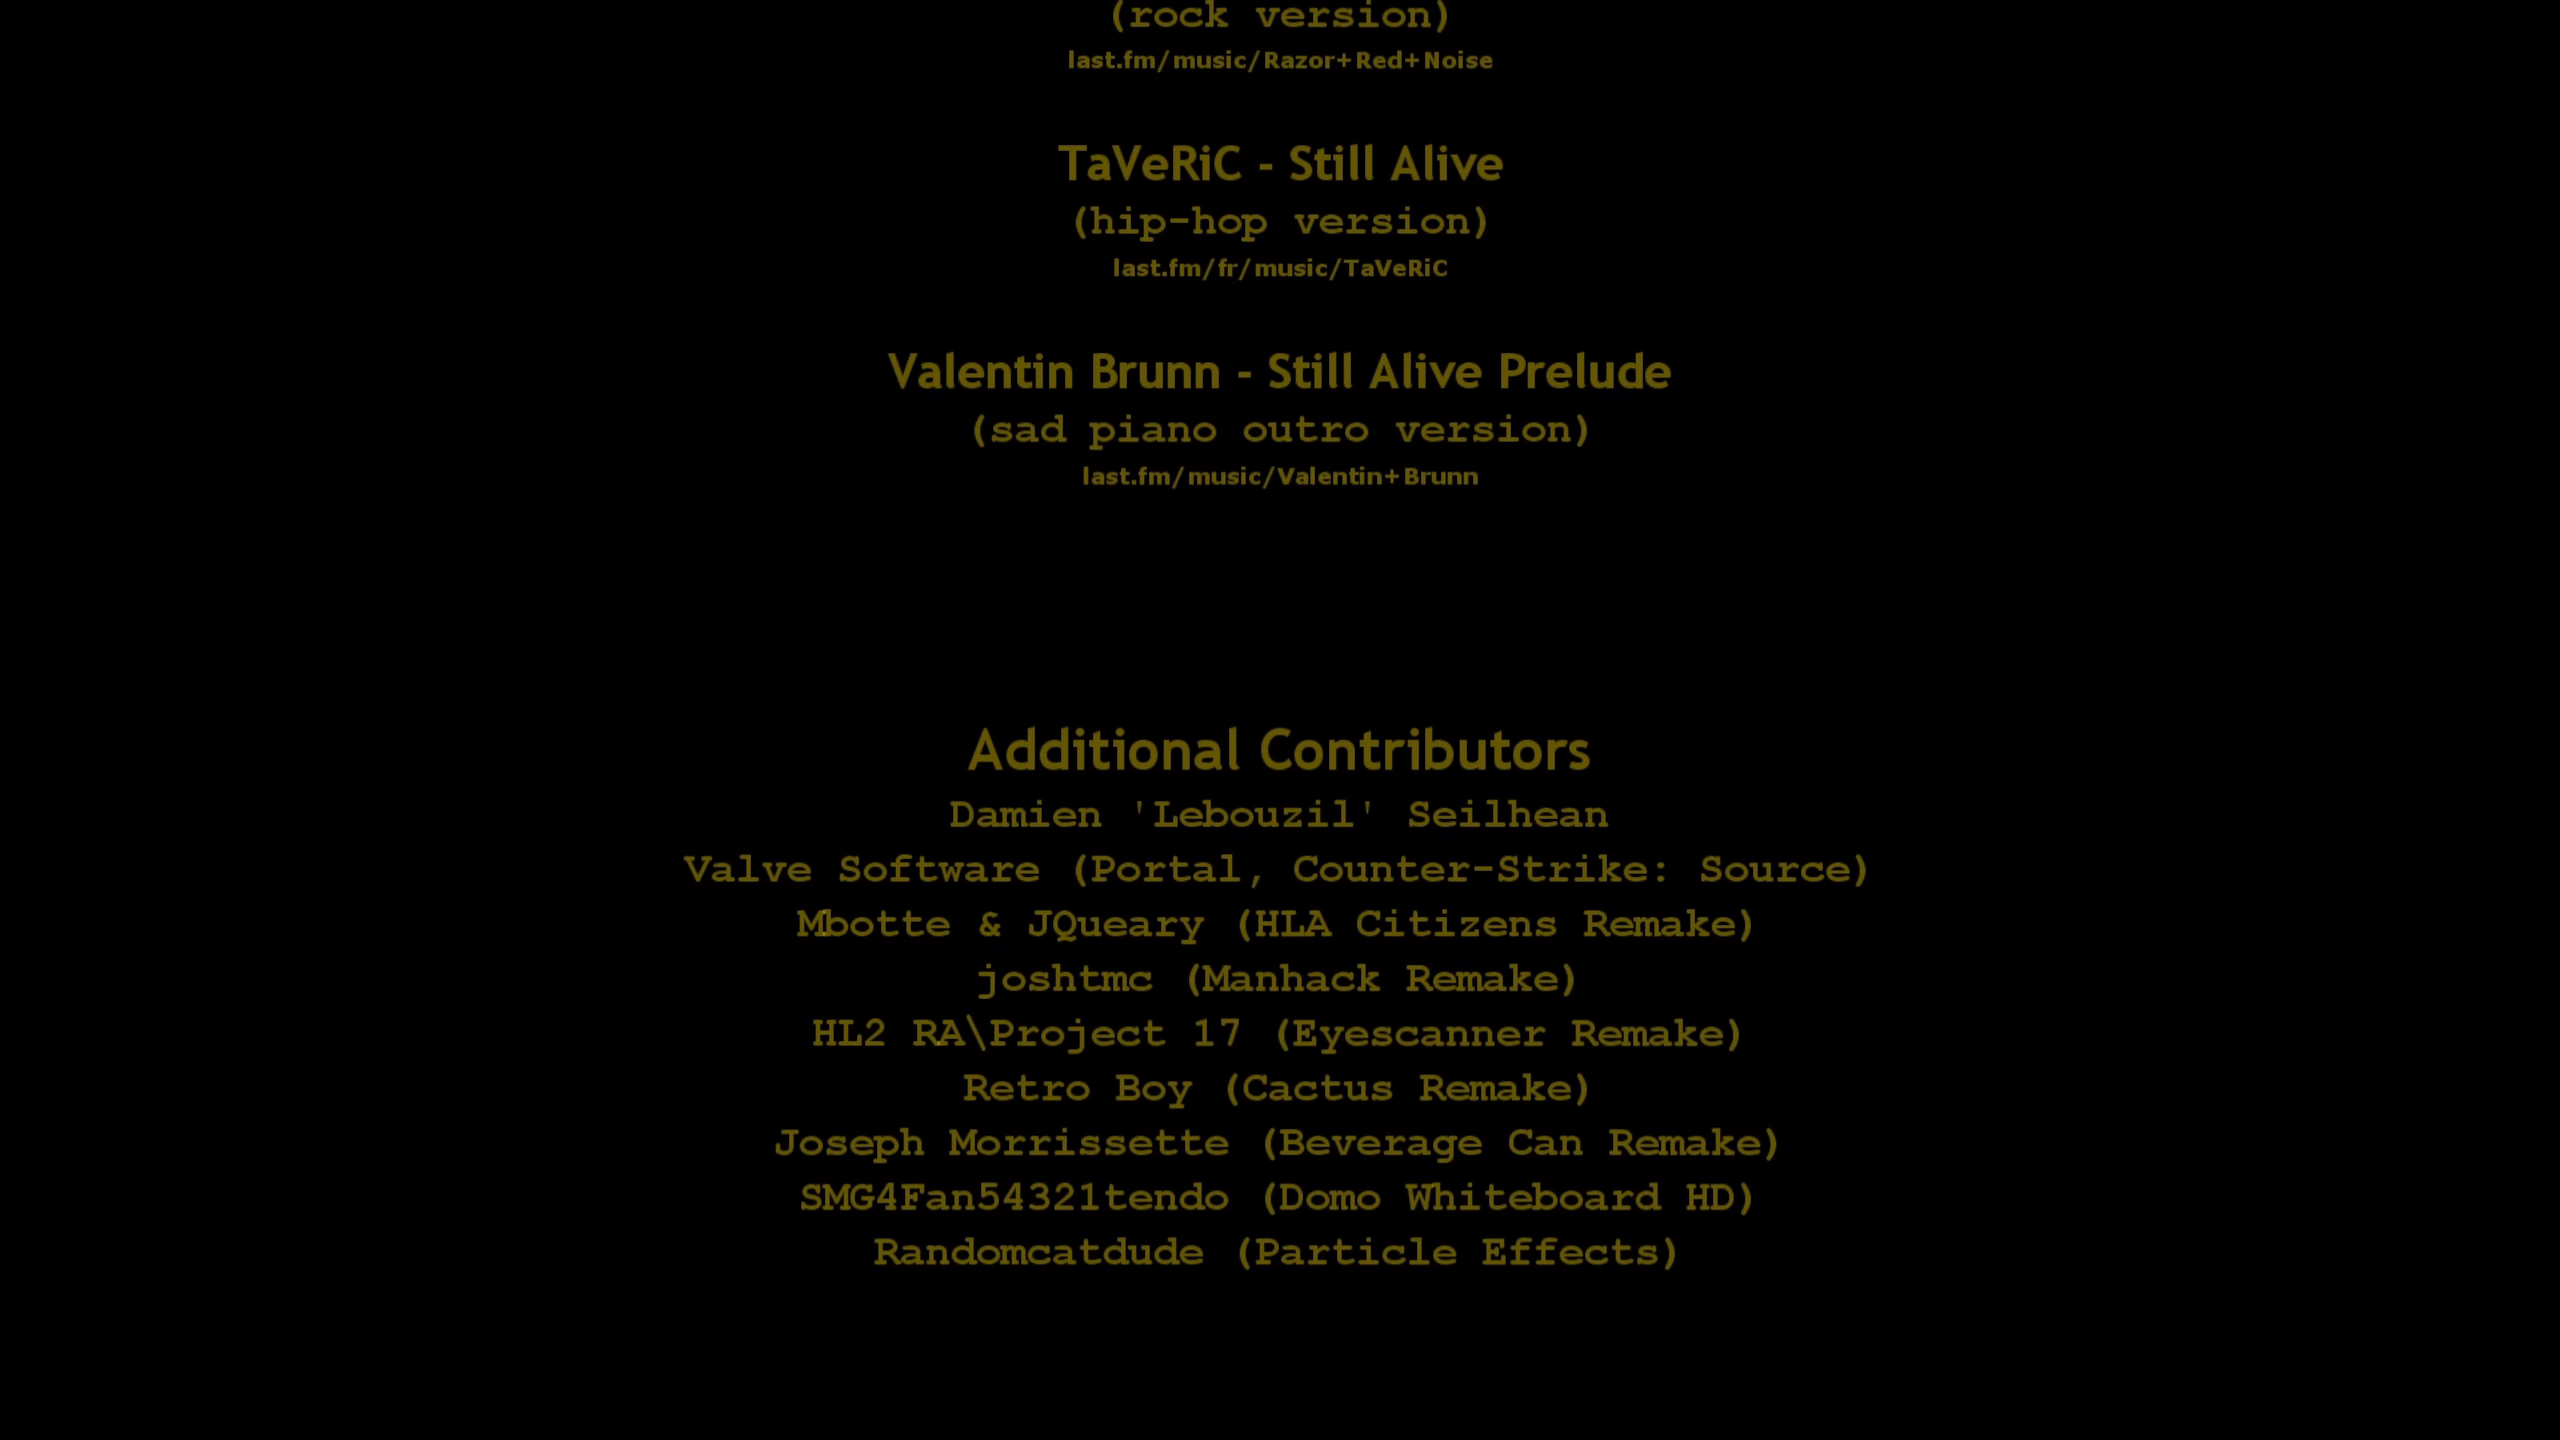 (rock version)
last.fm/music/Razor+Red+Noise
TaVeRiC - Still Alive
(hip-hop version)
last.fm/fr/music/TaVeRiC
Valentin Brunn - Still Alive Prelude
(sad piano outro version)
last.fm/music/Valentin+Brunn
Additional Contributors
Damien 'Lebouzil' Seilhean
Valve Software (Portal, Counter-Strike: Source)
Mbotte & JQueary (HLA Citizens Remake)
joshtmc (Manhack Remake)
HL2 RA\Project 17 (Eyescanner Remake)
Retro Boy (Cactus Remake)
Joseph Morrissette (Beverage Can Remake)
SMG4Fan54321tendo (Domo Whiteboard HD)
Randomcatdude (Particle Effects)